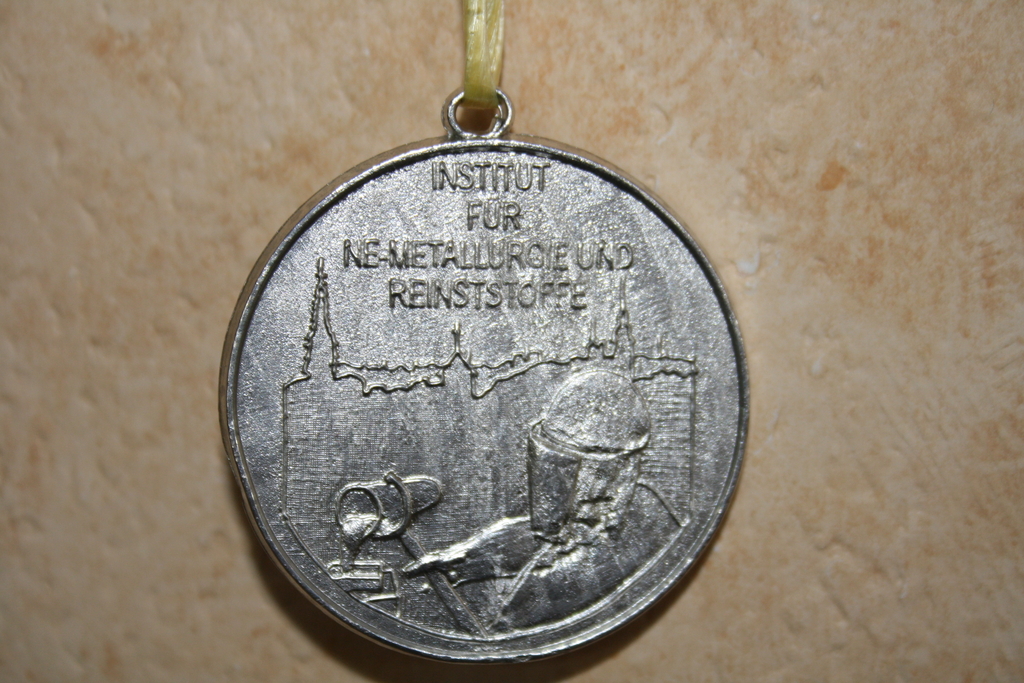 INSTITUT
FÜR
NE-METALLURGIE UND
REINSTSTOFFE